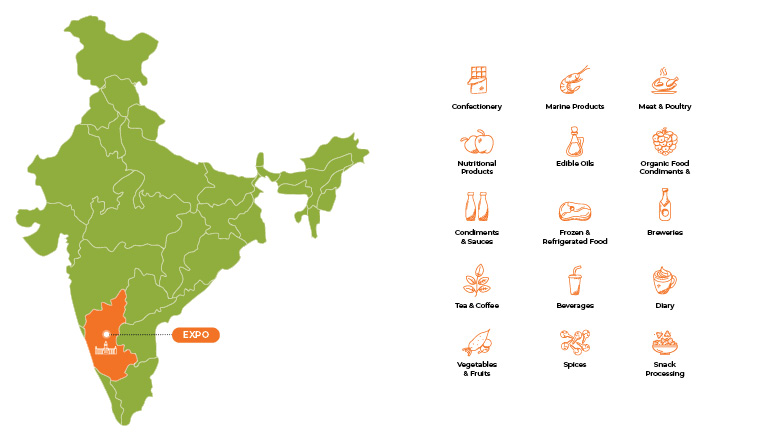 Confectionery
Marine Products
Meat & Poultry
Nutritional
Products
Edible Oils
Organic Food
Condiments &
Condiments
& Sauces
Frozen &
Refrigerated Food
Breweries
Tea & Coffee
Beverages
Diary
EXPO
Vegetables
& Fruits
Spices
Snack
Processing